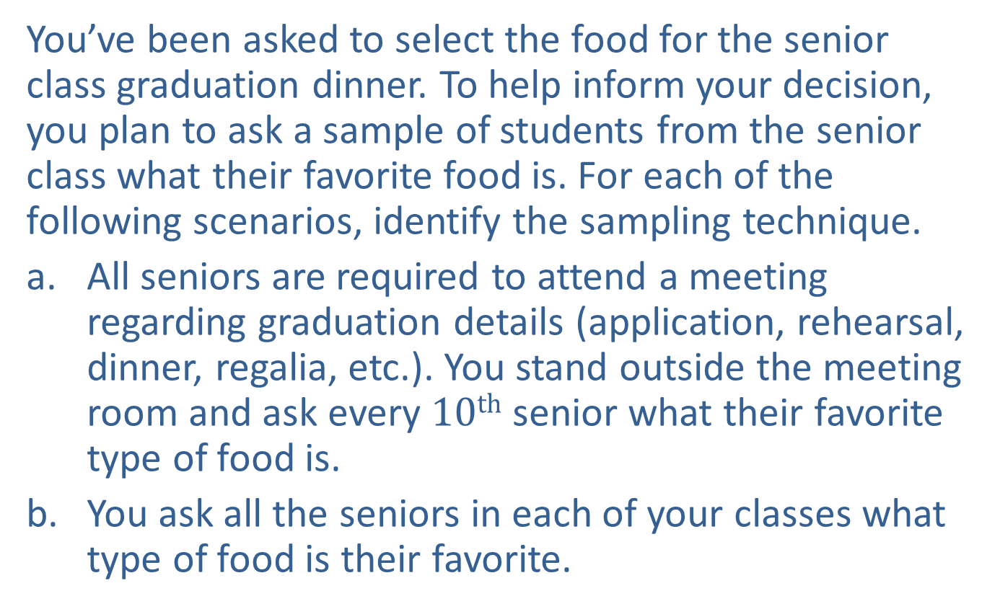 You’ve been asked to select the food for the senior
class graduation dinner. To help inform your decision,
you plan to ask a sample of students from the senior
class what their favorite food is. For each of the
following scenarios, identify the sampling technique.
a. All seniors are required to attend a meeting
regarding graduation details (application, rehearsal,
dinner, regalia, etc.). You stand outside the meeting
room and ask every 10th senior what their favorite
type of food is.
b. You ask all the seniors in each of your classes what
type of food is their favorite.